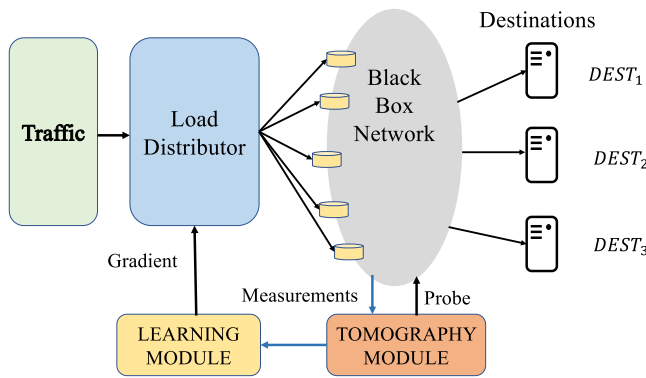 Destinations
Traffic
Load
Distributor
Black
Box
Network
DEST₁
DEST₂
DEST₃
Gradient
Measurements
Probe
LEARNING
MODULE
TOMOGRAPHY
MODULE